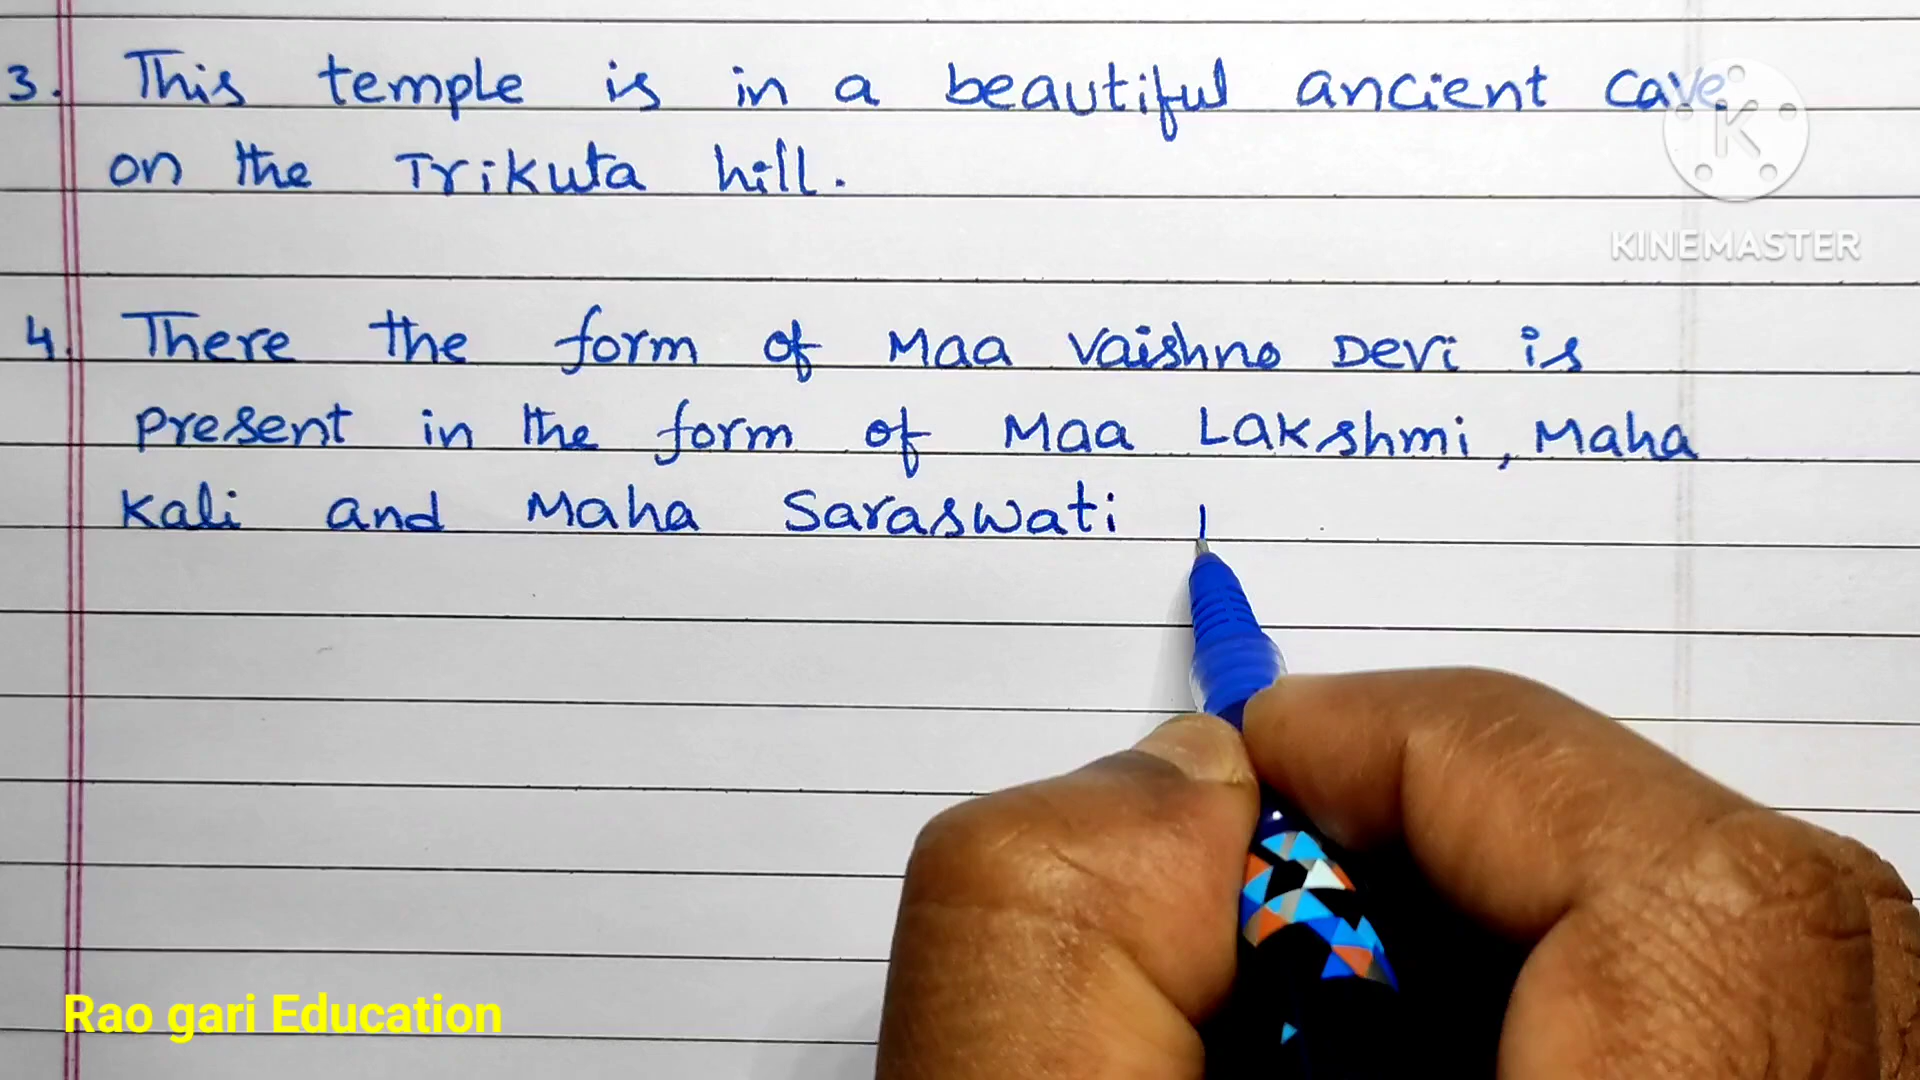 3. This temple is in a beautiful ancient cave
on the Trikuta hill.
KINEMASTER
4. There the form of Maa Vaishno Devi is
present in the form of Maa Lakshmi, Maha
Kali and Maha Saraswati
Rao gari Education